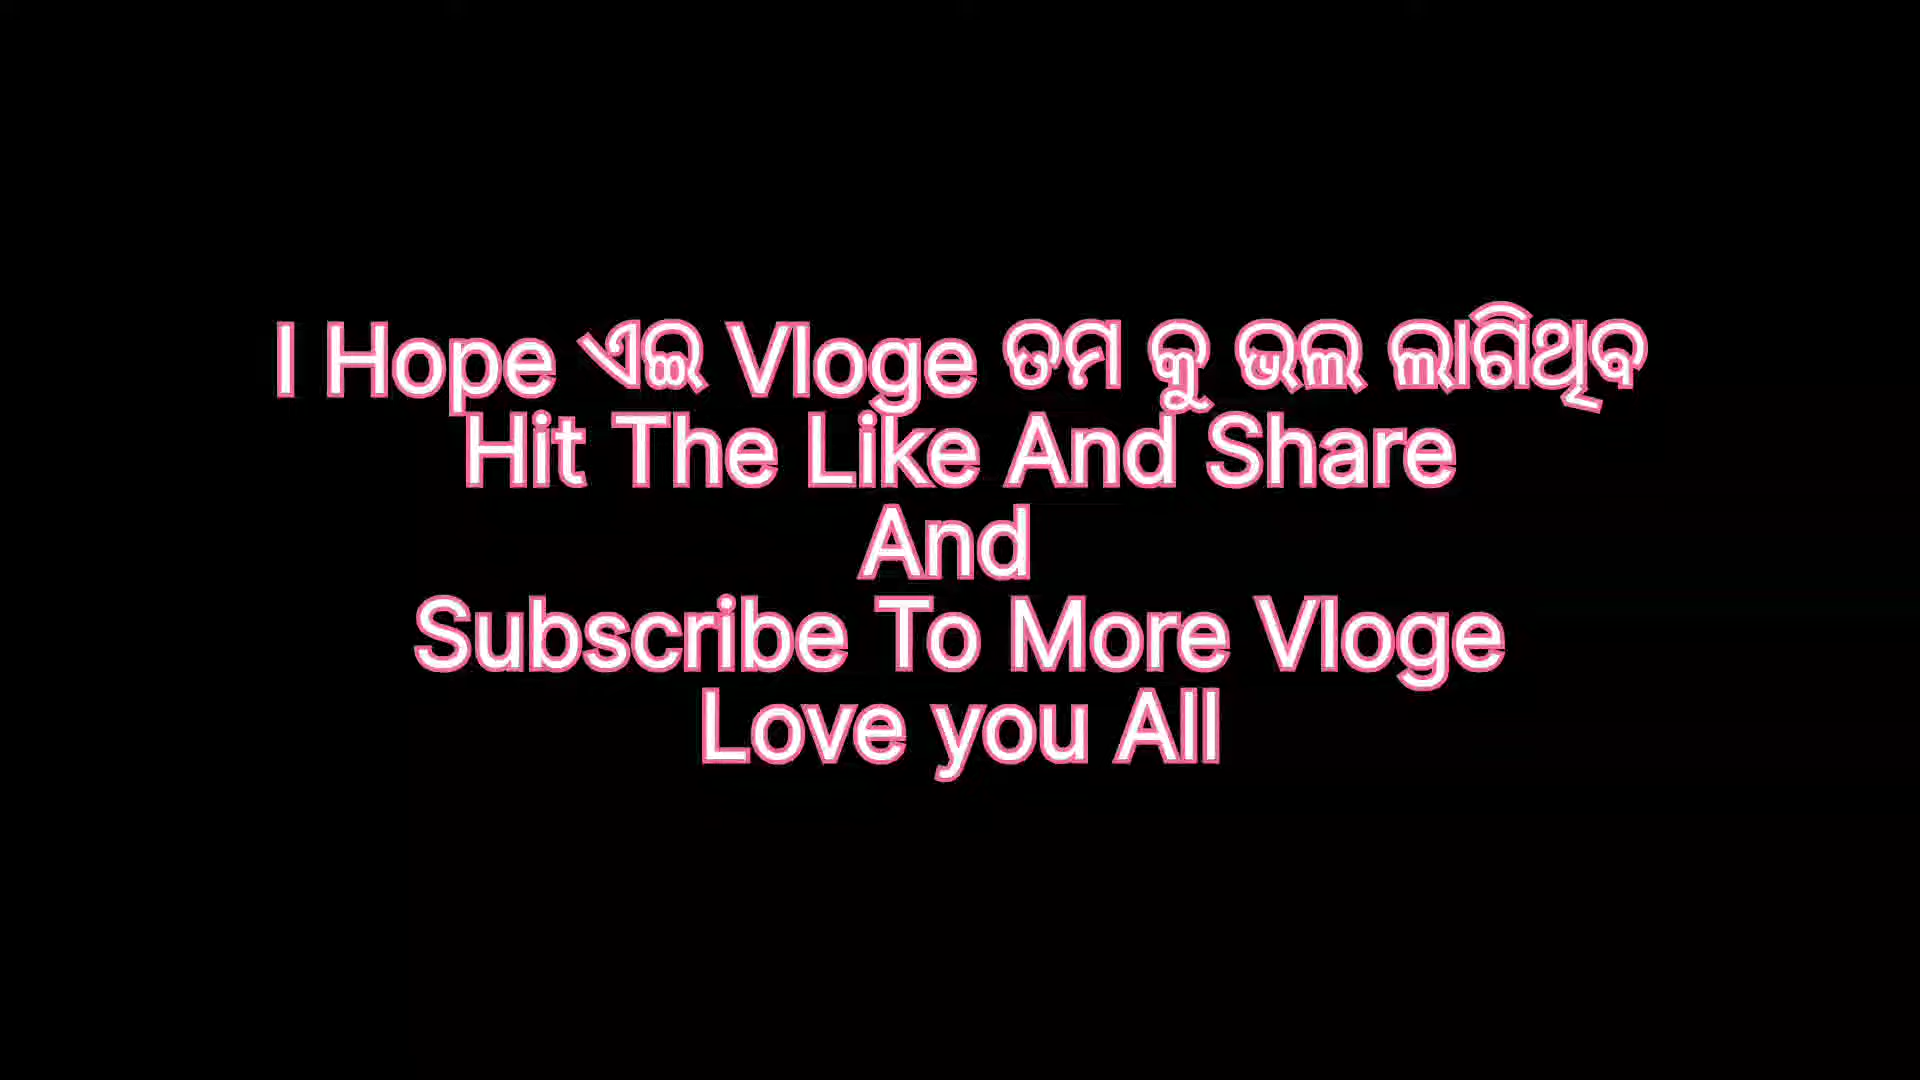 I Hope ଏଇ Vloge ତମ କୁ ଭଲ ଲାଗିଥିବ
Hit The Like And Share
And
Subscribe To More Vloge
Love you All